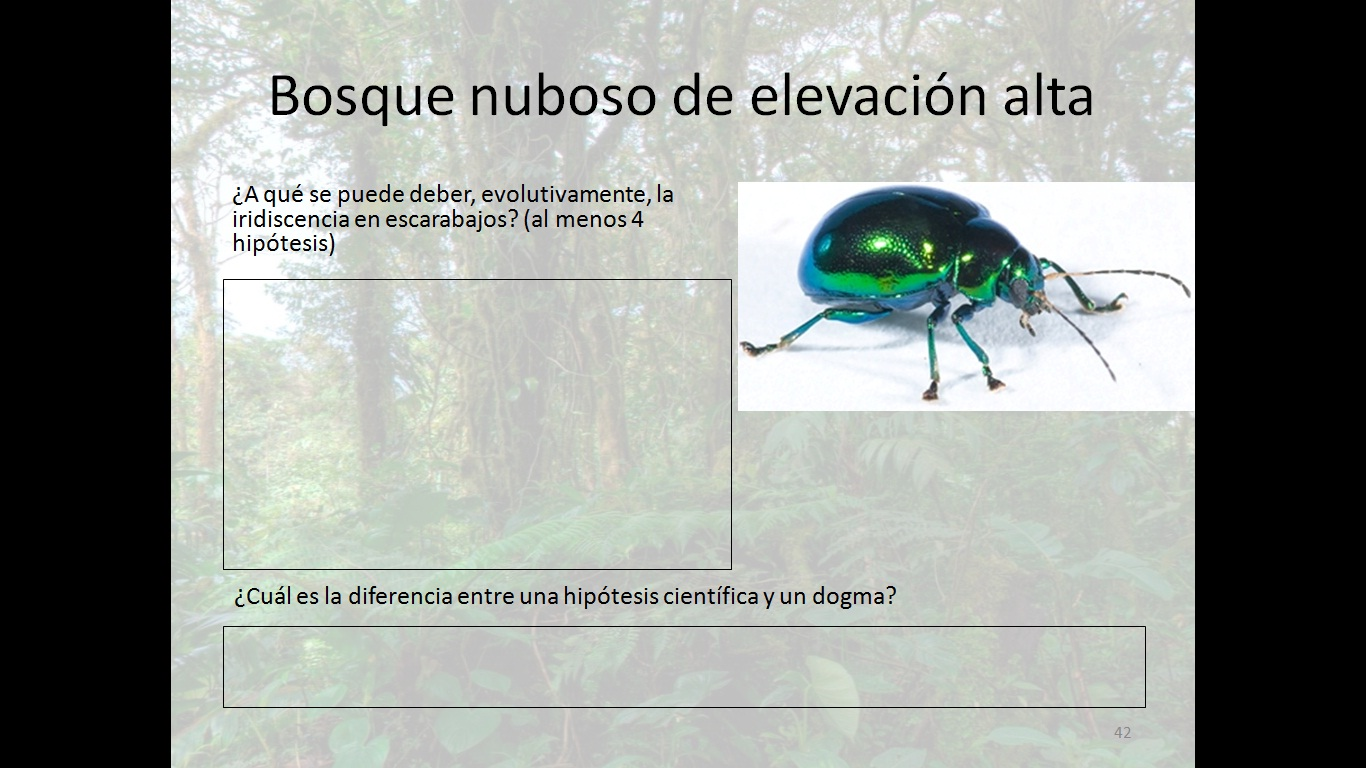 Bosque nuboso de elevación alta
¿A qué se puede deber, evolutivamente, la
iridiscencia en escarabajos? (al menos 4
hipótesis)
¿Cuál es la diferencia entre una hipótesis científica y un dogma?
42